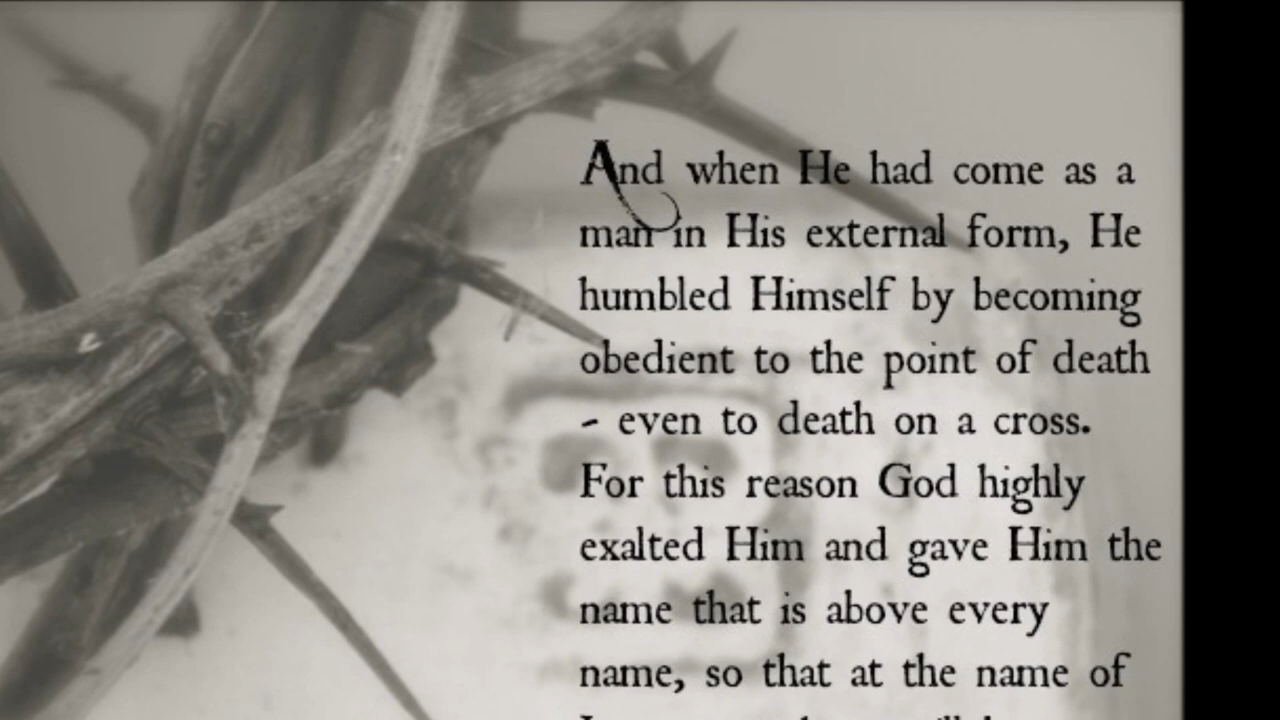 And when He had come as a
man in His external form, He
humbled Himself by becoming
obedient to the point of death
- even to death on a cross.
For this reason God highly
exalted Him and gave Him the
name that is above every
name, so that at the name of